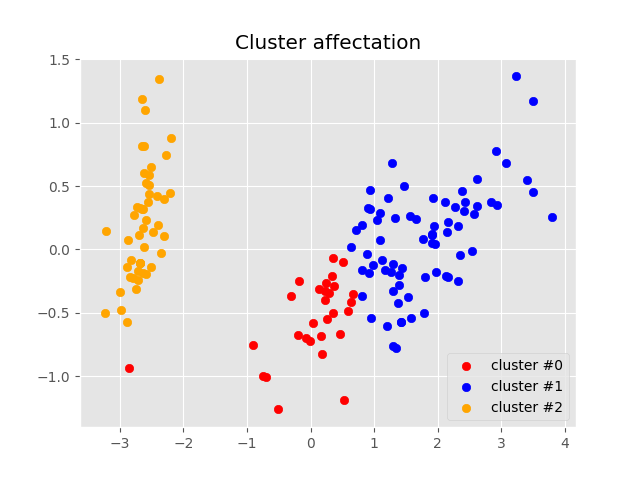 Cluster affectation
1.5
1.0
0.5
0.0
−0.5
−1.0
−3 −2 −1 0 1 2 3 4
cluster #0
cluster #1
cluster #2